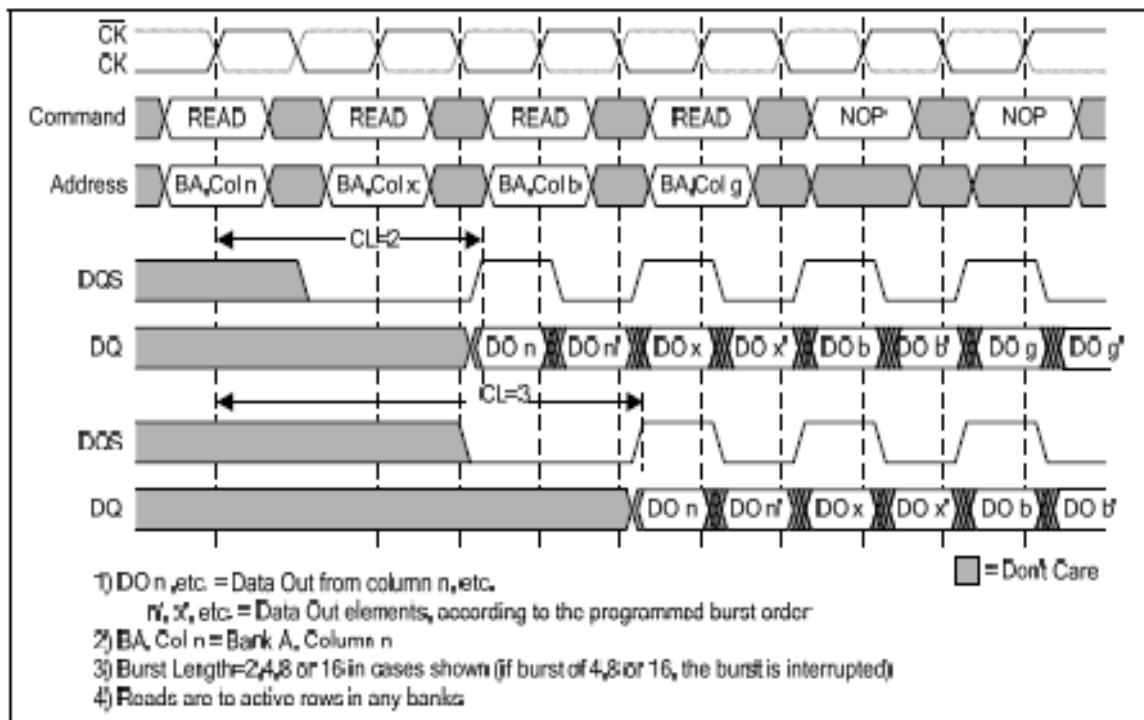 CK
CK
Command READ READ READ READ NOP NOP
Address BA,Col n BA,Col x BA,Col b BA,Col g
CL=2
DQS
DQ DO n DO n' DO x DO x' DO b DO b' DO g DO g'
CL=3
DQS
DQ DO n DO n' DO x DO x' DO b DO b'
= Don't Care
1) DO n ,etc. = Data Out from column n, etc.
n', x', etc. = Data Out elements, according to the programmed burst order
2) BA, Col n = Bank A, Column n
3) Burst Length=2,4,8 or 16 in cases shown (if burst of 4,8 or 16, the burst is interrupted)
4) Reads are to active rows in any banks